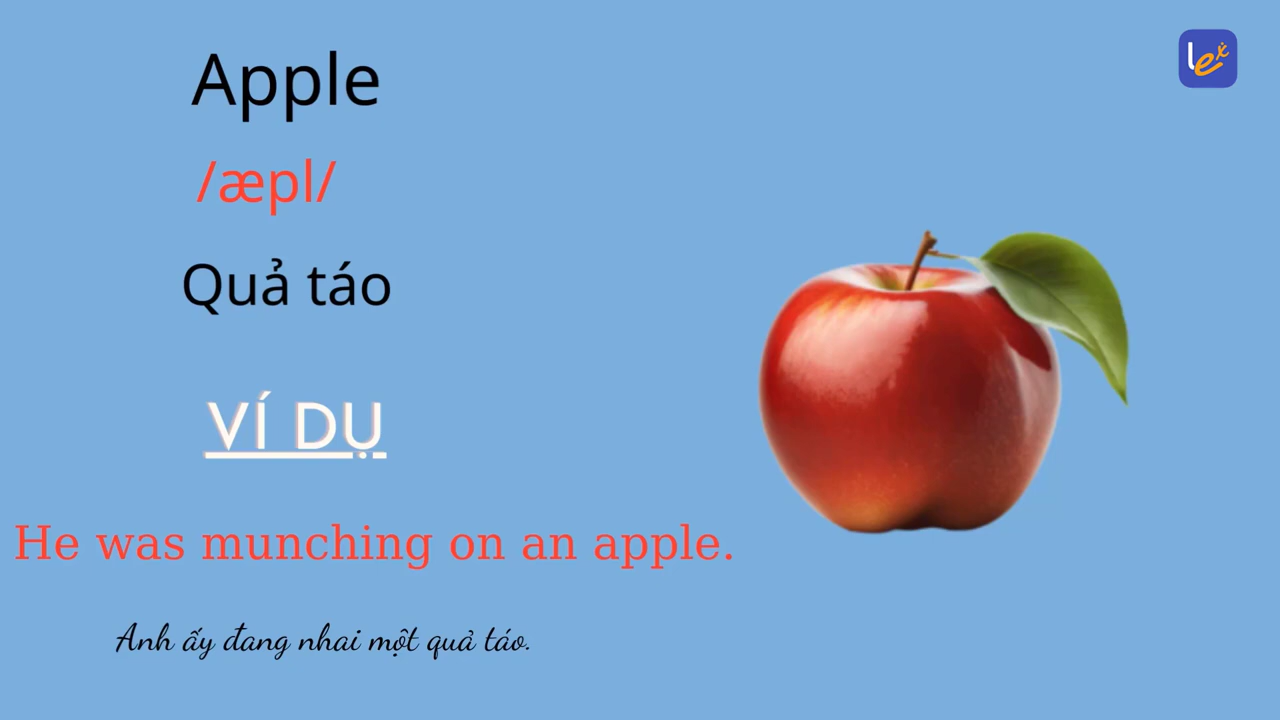 Apple
/æpl/
Quả táo
VÍ DỤ
He was munching on an apple.
Anh ấy đang nhai một quả táo.
lex